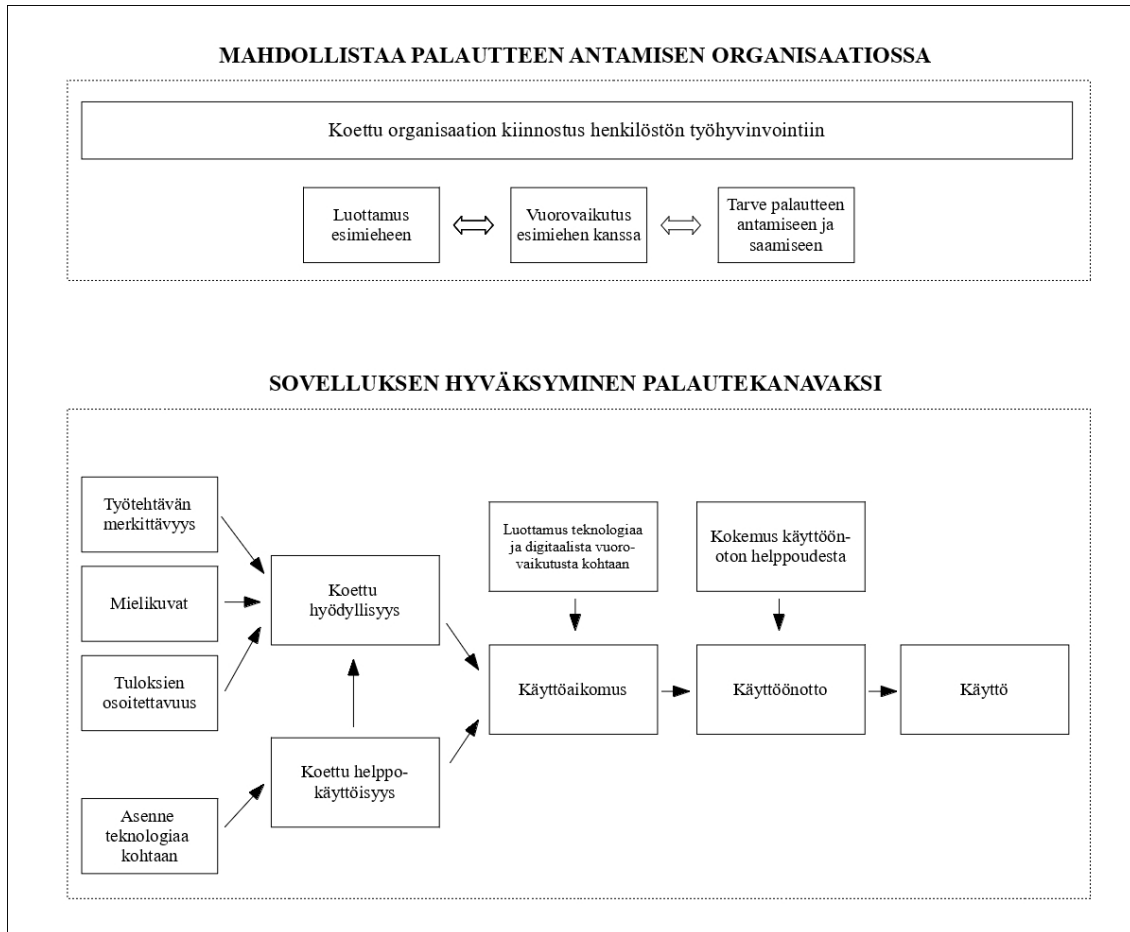 MAHDOLLISTAA PALAUTTEEN ANTAMISEN ORGANISAATIOSSA
Koettu organisaation kiinnostus henkilöstön työhyvinvointiin
Luottamus
esimieheen
Vuorovaikutus
esimiehen kanssa
Tarve palautteen
antamiseen ja
saamiseen
SOVELLUKSEN HYVÄKSYMINEN PALAUTEKANAVAKSI
Työtehtävän
merkittävyys
Mielikuvat
Tuloksien
osoitettavuus
Asenne
teknologiaa
kohtaan
Koettu
hyödyllisyys
Koettu helppo-
käyttöisyys
Luottamus teknologiaa
ja digitaalista vuoro-
vaikutusta kohtaan
Käyttöaikomus
Kokemus käyttöön-
oton helppoudesta
Käyttöönotto
Käyttö